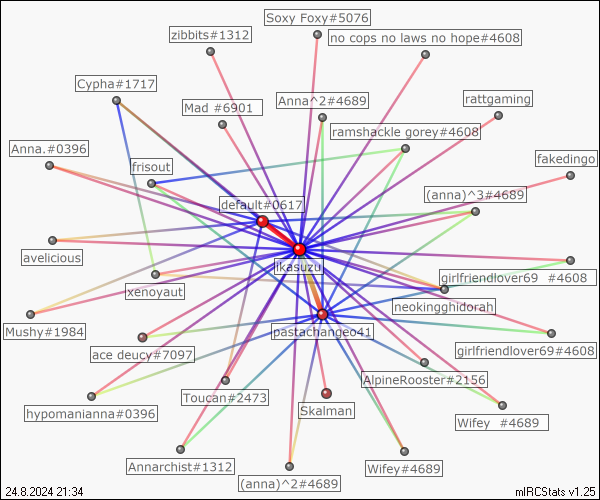 Soxy Foxy#5076
zibbits#1312
no cops no laws no hope#4608
Cypha#1717
Mad #6901
Anna^2#4689
rattgaming
ramshackle gorey#4608
Anna.#0396
frisout
fakedingo
default#0617
(anna)^3#4689
avelicious
likasuzu
girlfriendlover69 #4608
xenoyaut
neokingghidorah
Mushy#1984
pastachangeo41
ace deucy#7097
girlfriendlover69#4608
AlpineRooster#2156
Toucan#2473
hypomanianna#0396
Skalman
Wifey #4689
Annarchist#1312
Wifey#4689
(anna)^2#4689
24.8.2024 21:34
mIRCStats v1.25